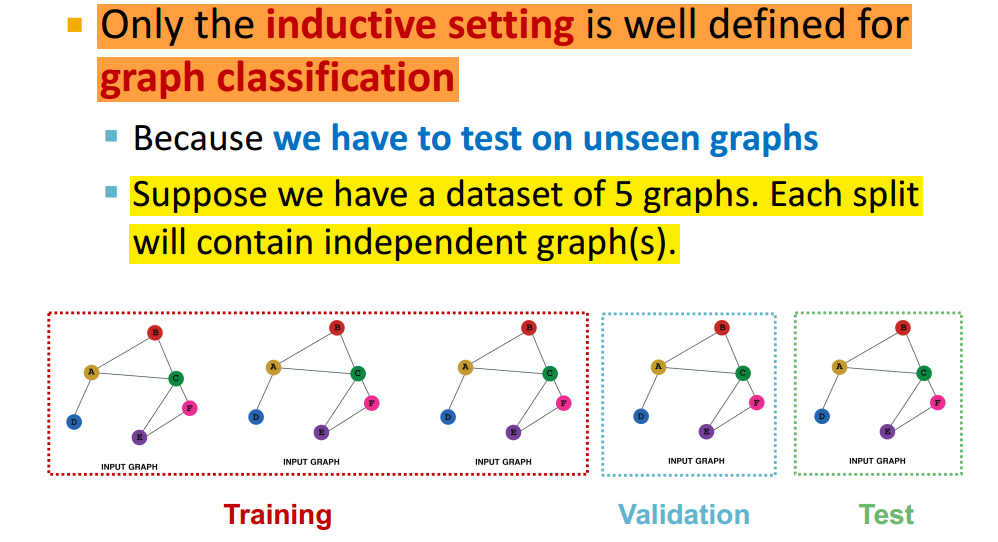 Only the inductive setting is well defined for
graph classification
Because we have to test on unseen graphs
Suppose we have a dataset of 5 graphs. Each split
will contain independent graph(s).
B
A
C
F
D
E
INPUT GRAPH
B
A
C
F
D
E
INPUT GRAPH
B
A
C
F
D
E
INPUT GRAPH
B
A
C
F
D
E
INPUT GRAPH
B
A
C
F
D
E
INPUT GRAPH
Training
Validation
Test